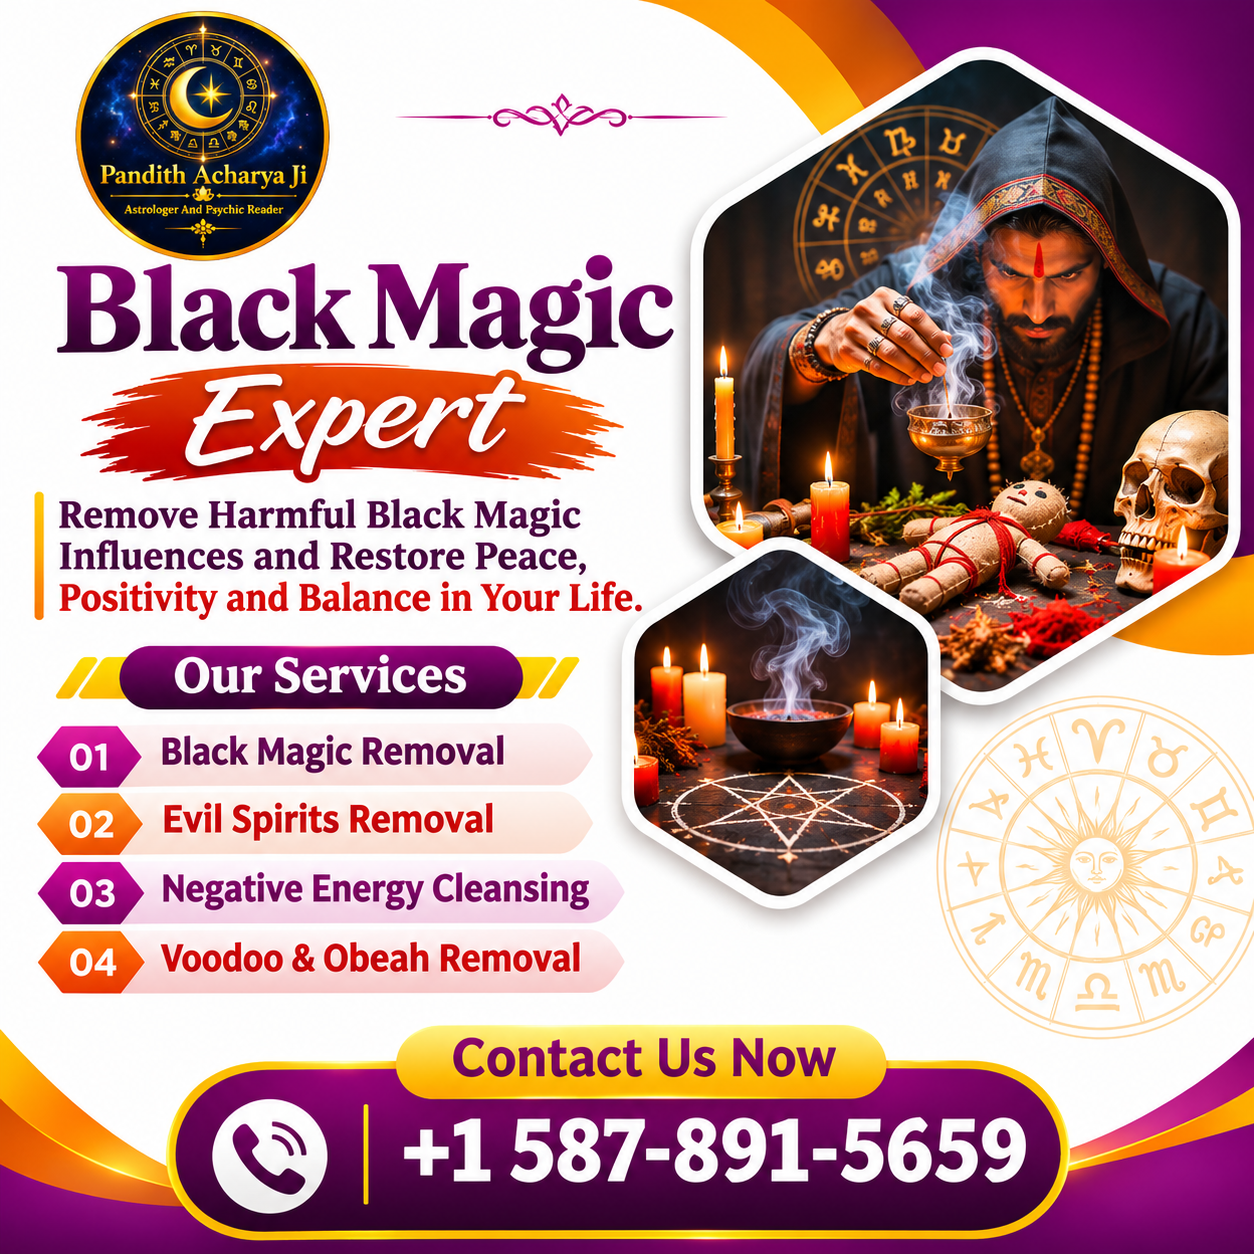 Pandith Acharya Ji
Astrologer And Psychic Reader
Black Magic
Expert
Remove Harmful Black Magic
Influences and Restore Peace,
Positivity and Balance in Your Life.
Our Services
01 Black Magic Removal
02 Evil Spirits Removal
03 Negative Energy Cleansing
04 Voodoo & Obeah Removal
Contact Us Now
+1 587-891-5659